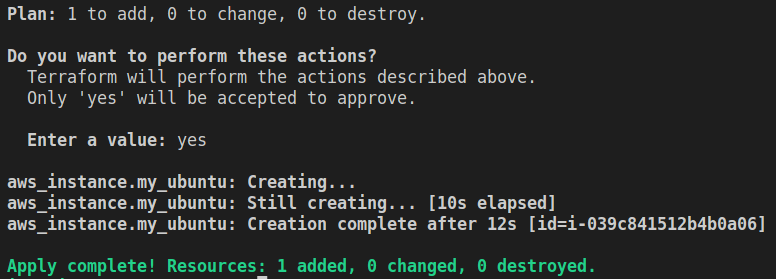 Plan: 1 to add, 0 to change, 0 to destroy.
Do you want to perform these actions?
Terraform will perform the actions described above.
Only 'yes' will be accepted to approve.
Enter a value: yes
aws_instance.my_ubuntu: Creating...
aws_instance.my_ubuntu: Still creating... [10s elapsed]
aws_instance.my_ubuntu: Creation complete after 12s [id=i-039c841512b4b0a06]
Apply complete! Resources: 1 added, 0 changed, 0 destroyed.